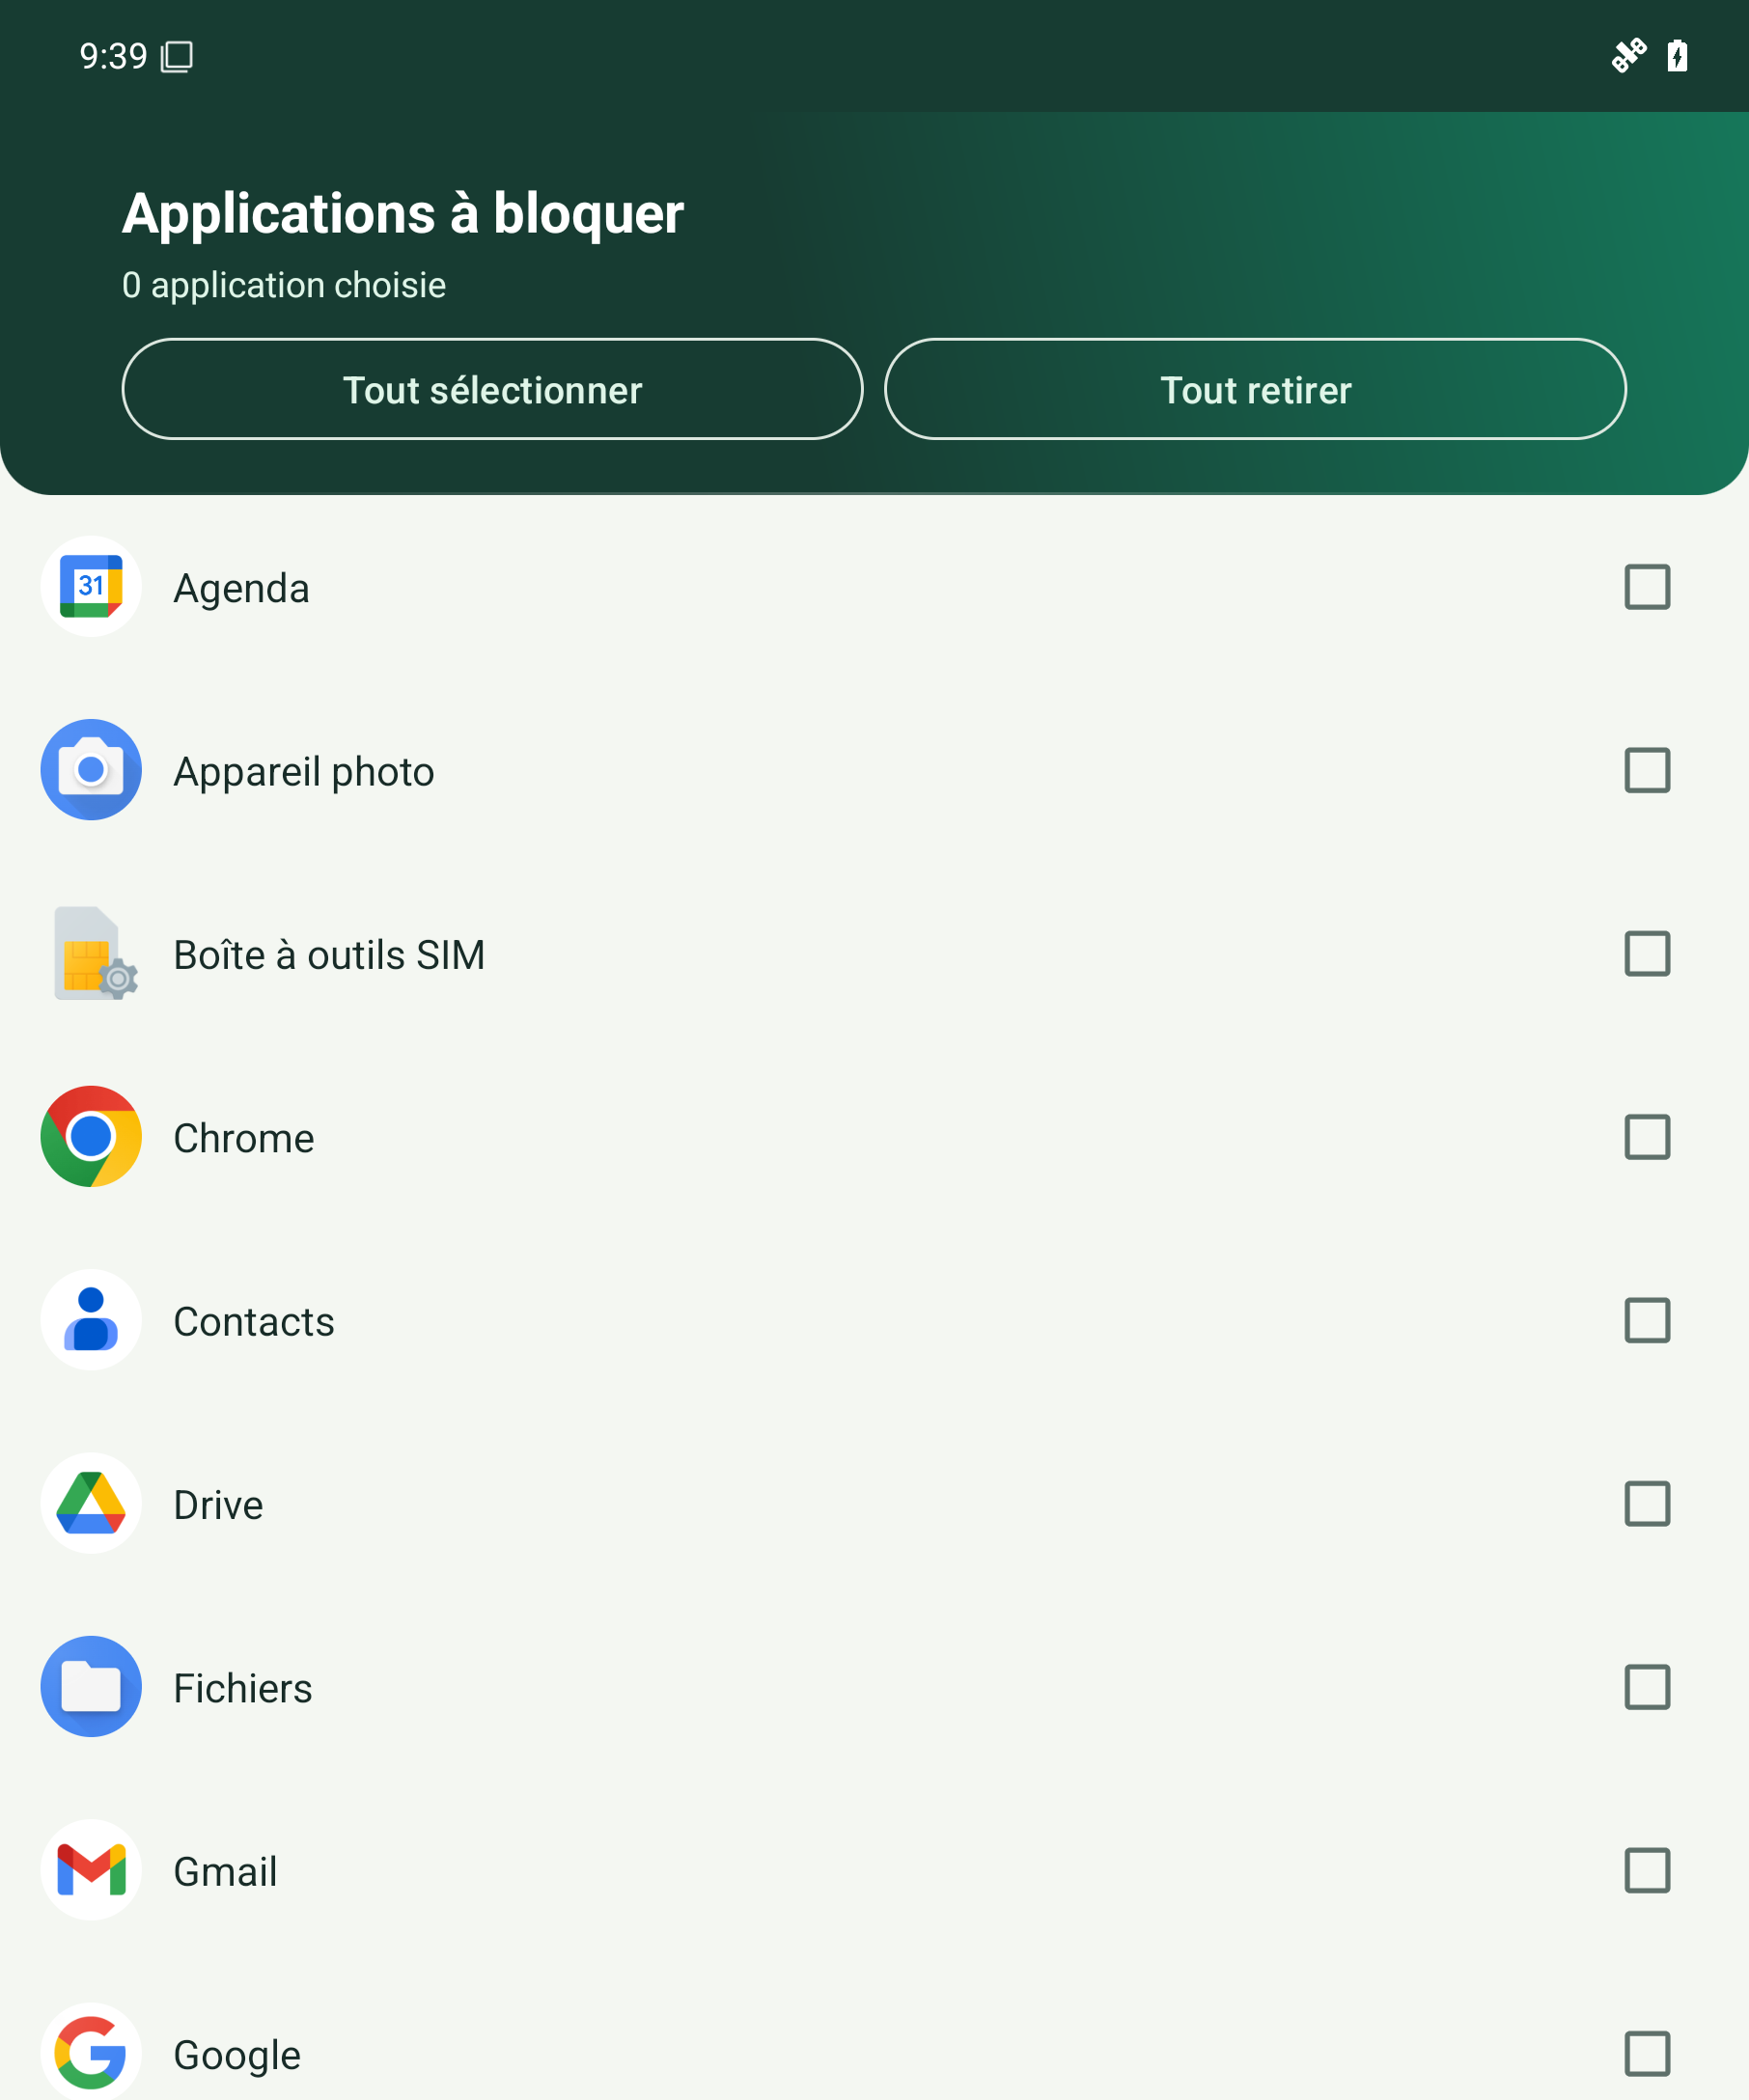 9:39
Applications à bloquer
0 application choisie
Tout sélectionner
Tout retirer
31
Agenda
Appareil photo
Boîte à outils SIM
Chrome
Contacts
Drive
Fichiers
Gmail
Google